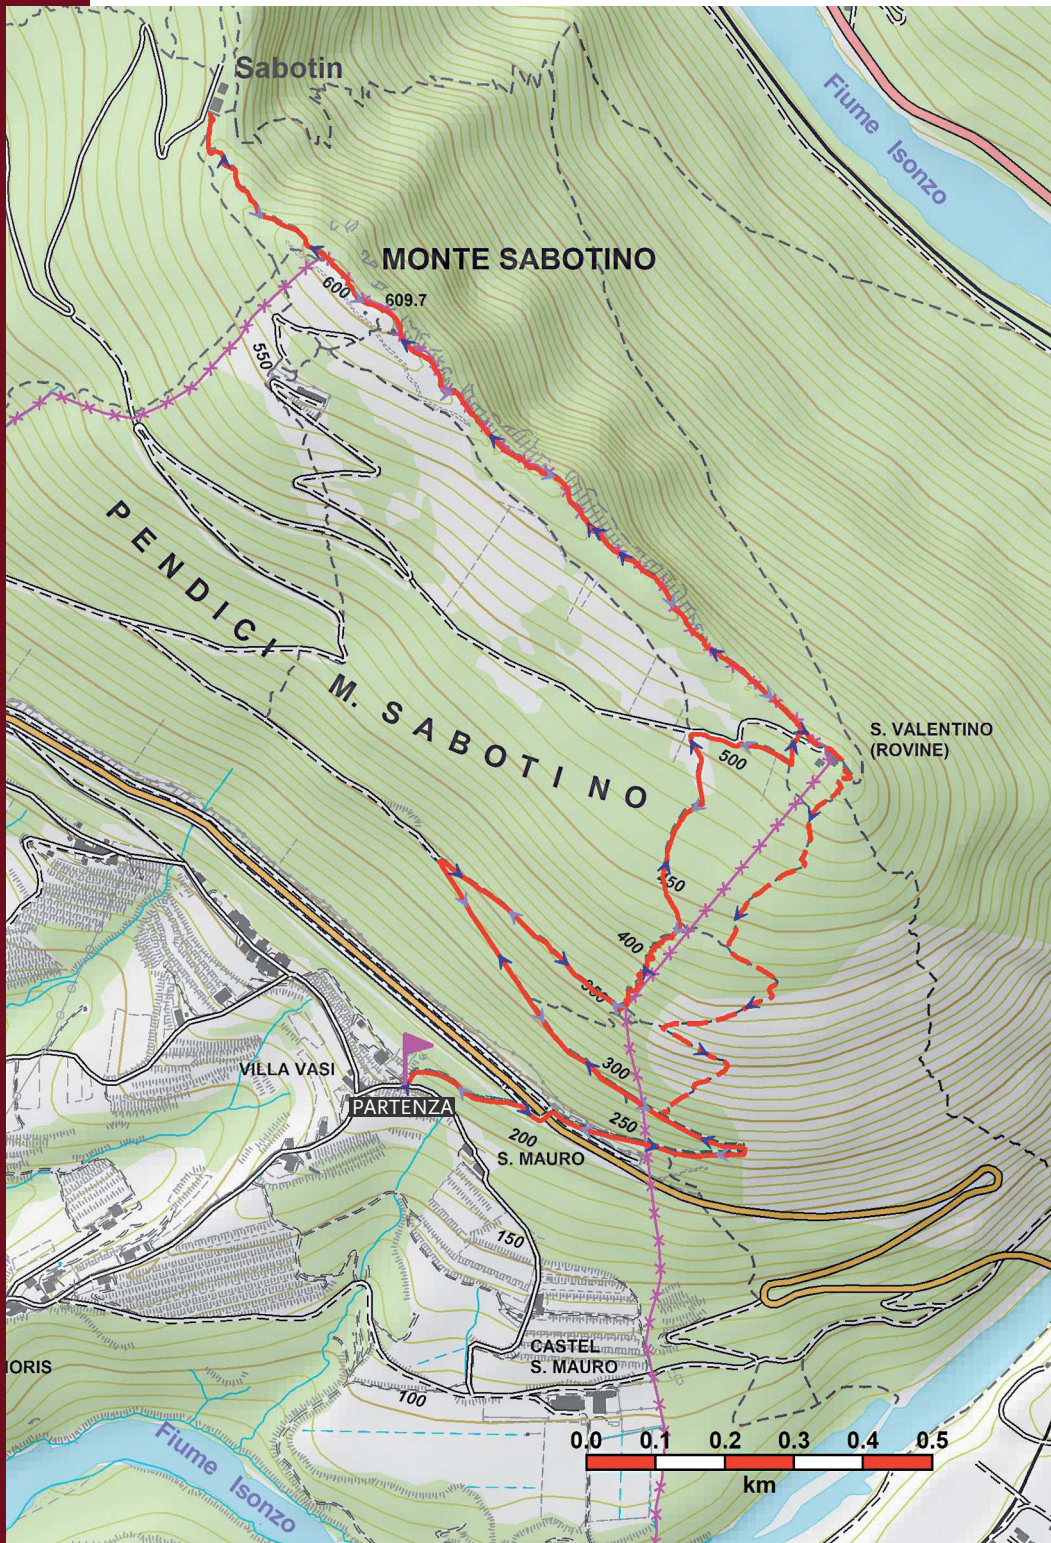 Sabotin
Fiume Isonzo
MONTE SABOTINO
600
609.7
550
PENDICI M. SABOTINO
S. VALENTINO
(ROVINE)
500
450
400
350
VILLA VASI
300
PARTENZA
250
200
S. MAURO
150
CASTEL
S. MAURO
100
Fiume Isonzo
0.0 0.1 0.2 0.3 0.4 0.5
km